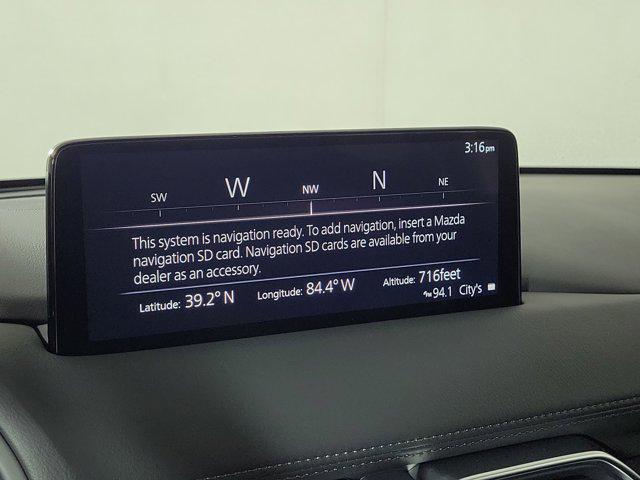 3:16pm
SW W NW N NE
This system is navigation ready. To add navigation, insert a Mazda
navigation SD card. Navigation SD cards are available from your
dealer as an accessory.
Latitude: 39.2° N Longitude: 84.4° W Altitude: 716feet
FM 94.1 City's